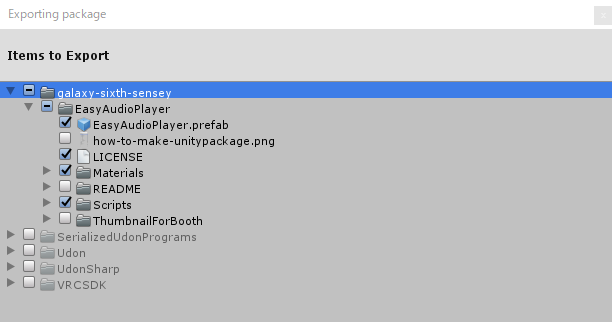 Exporting package
x
Items to Export
galaxy-sixth-sensey
EasyAudioPlayer
EasyAudioPlayer.prefab
how-to-make-unitypackage.png
LICENSE
Materials
README
Scripts
ThumbnailForBooth
SerializedUdonPrograms
Udon
UdonSharp
VRCSDK